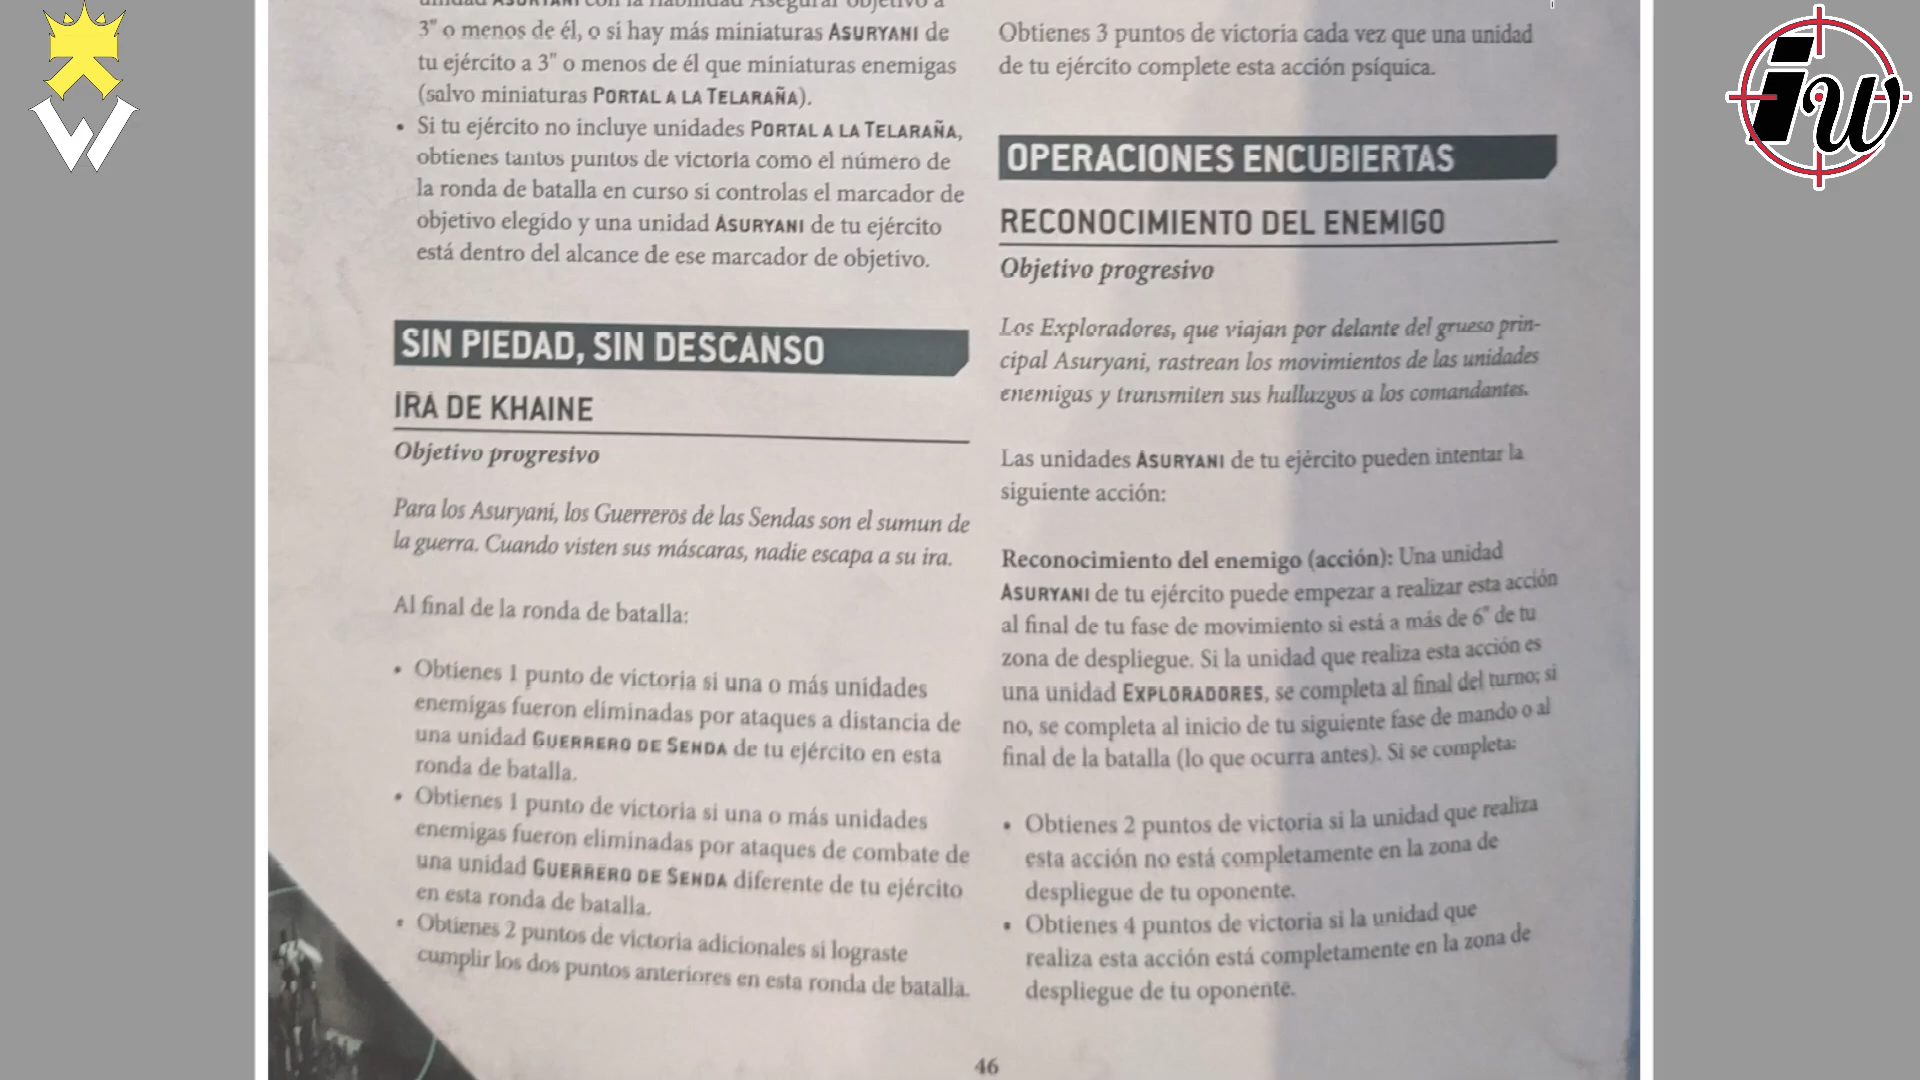 unidad ASURYANI con la habilidad Asegurar objetivo a
3" o menos de él, o si hay más miniaturas ASURYANI de
tu ejército a 3" o menos de él que miniaturas enemigas
(salvo miniaturas PORTAL A LA TELARAÑA).
• Si tu ejército no incluye unidades PORTAL A LA TELARAÑA,
obtienes tantos puntos de victoria como el número de
la ronda de batalla en curso si controlas el marcador de
objetivo elegido y una unidad ASURYANI de tu ejército
está dentro del alcance de ese marcador de objetivo.
SIN PIEDAD, SIN DESCANSO
IRA DE KHAINE
Objetivo progresivo
Para los Asuryani, los Guerreros de las Sendas son el sumun de
la guerra. Cuando visten sus máscaras, nadie escapa a su ira.
Al final de la ronda de batalla:
• Obtienes 1 punto de victoria si una o más unidades
enemigas fueron eliminadas por ataques a distancia de
una unidad GUERRERO DE SENDA de tu ejército en esta
ronda de batalla.
• Obtienes 1 punto de victoria si una o más unidades
enemigas fueron eliminadas por ataques de combate de
una unidad GUERRERO DE SENDA diferente de tu ejército
en esta ronda de batalla.
• Obtienes 2 puntos de victoria adicionales si lograste
cumplir los dos puntos anteriores en esta ronda de batalla.
Obtienes 3 puntos de victoria cada vez que una unidad
de tu ejército complete esta acción psíquica.
OPERACIONES ENCUBIERTAS
RECONOCIMIENTO DEL ENEMIGO
Objetivo progresivo
Los Exploradores, que viajan por delante del grueso prin-
cipal Asuryani, rastrean los movimientos de las unidades
enemigas y transmiten sus hallazgos a los comandantes.
Las unidades ASURYANI de tu ejército pueden intentar la
siguiente acción:
Reconocimiento del enemigo (acción): Una unidad
ASURYANI de tu ejército puede empezar a realizar esta acción
al final de tu fase de movimiento si está a más de 6" de tu
zona de despliegue. Si la unidad que realiza esta acción es
una unidad EXPLORADORES, se completa al final del turno; si
no, se completa al inicio de tu siguiente fase de mando o al
final de la batalla (lo que ocurra antes). Si se completa:
• Obtienes 2 puntos de victoria si la unidad que realiza
esta acción no está completamente en la zona de
despliegue de tu oponente.
• Obtienes 4 puntos de victoria si la unidad que
realiza esta acción está completamente en la zona de
despliegue de tu oponente.
46
iw